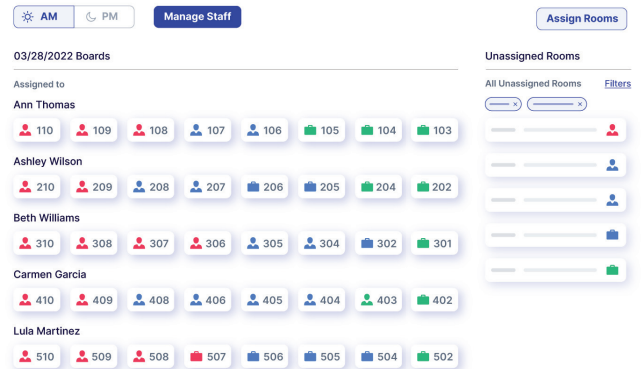 AM PM Manage Staff Assign Rooms
03/28/2022 Boards
Assigned to
Ann Thomas
110 109 108 107 106 105 104 103
Ashley Wilson
210 209 208 207 206 205 204 202
Beth Williams
310 308 307 306 305 304 302 301
Carmen Garcia
410 409 408 406 405 404 403 402
Lula Martinez
510 509 508 507 506 505 504 502
Unassigned Rooms
All Unassigned Rooms Filters